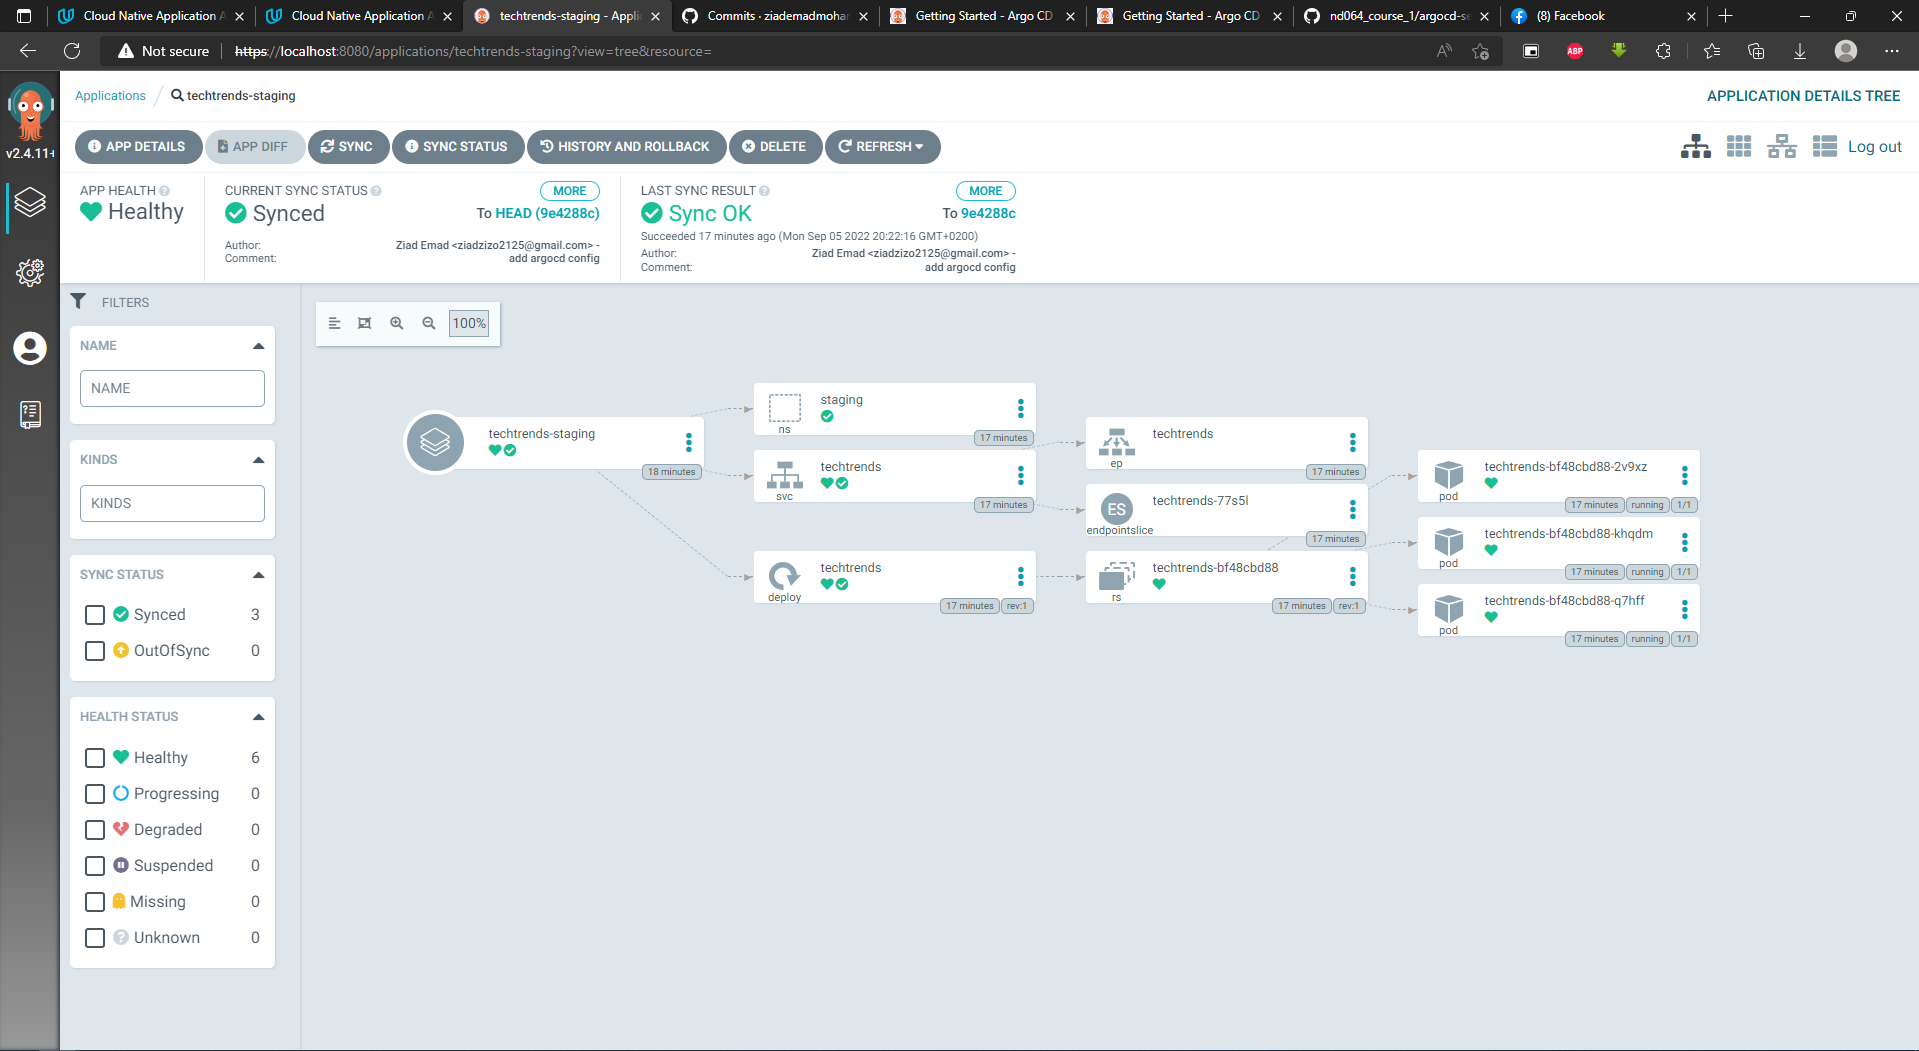 Cloud Native Application A
Cloud Native Application A
techtrends-staging - Applic
Commits · ziademadmoham
Getting Started - Argo CD
Getting Started - Argo CD
nd064_course_1/argocd-se
(8) Facebook
Not secure
https://localhost:8080/applications/techtrends-staging?view=tree&resource=
ABP
v2.4.11+
Applications / techtrends-staging
APPLICATION DETAILS TREE
APP DETAILS
APP DIFF
SYNC
SYNC STATUS
HISTORY AND ROLLBACK
DELETE
REFRESH
Log out
APP HEALTH
Healthy
CURRENT SYNC STATUS
MORE
Synced
To HEAD (9e4288c)
Author: Ziad Emad <ziadzizo2125@gmail.com> -
Comment: add argocd config
LAST SYNC RESULT
MORE
Sync OK
To 9e4288c
Succeeded 17 minutes ago (Mon Sep 05 2022 20:22:16 GMT+0200)
Author: Ziad Emad <ziadzizo2125@gmail.com> -
Comment: add argocd config
FILTERS
NAME
NAME
KINDS
KINDS
SYNC STATUS
Synced 3
OutOfSync 0
HEALTH STATUS
Healthy 6
Progressing 0
Degraded 0
Suspended 0
Missing 0
Unknown 0
100%
techtrends-staging
18 minutes
staging
ns
17 minutes
techtrends
svc
17 minutes
techtrends
deploy
17 minutes rev:1
techtrends
ep
17 minutes
techtrends-77s5l
ES
endpointslice
17 minutes
techtrends-bf48cbd88
rs
17 minutes rev:1
techtrends-bf48cbd88-2v9xz
pod
17 minutes running 1/1
techtrends-bf48cbd88-khqdm
pod
17 minutes running 1/1
techtrends-bf48cbd88-q7hff
pod
17 minutes running 1/1